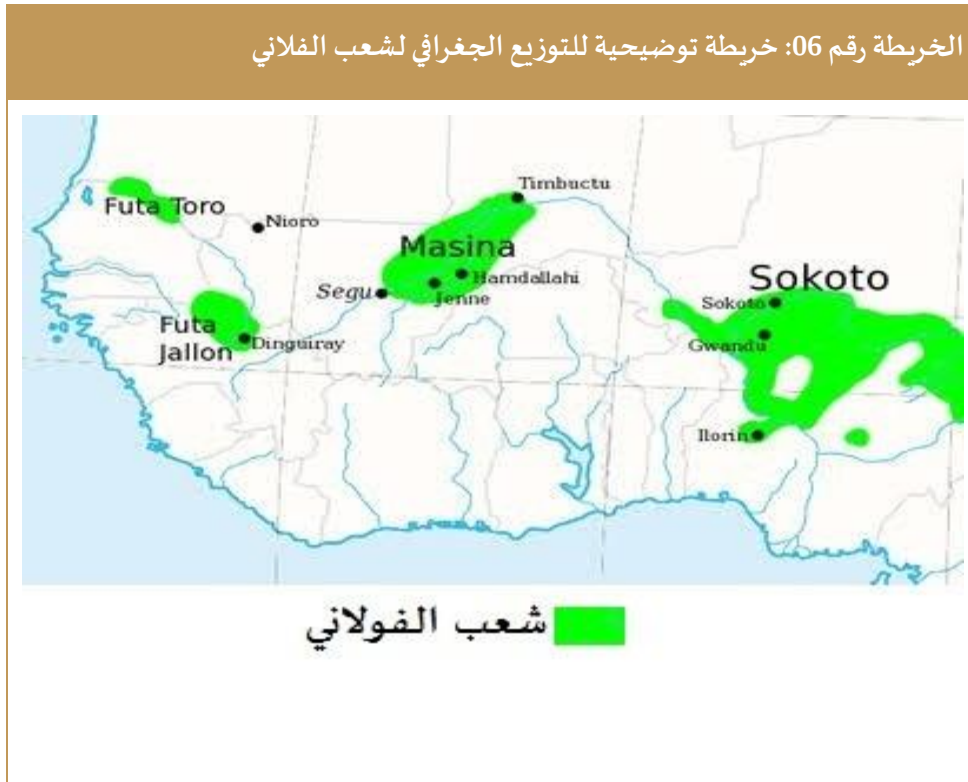 الخريطة رقم 06: خريطة توضيحية للتوزيع الجغرافي لشعب الفلاني
Timbuctu
Futa Toro
Nioro
Masina
Hamdallahi
Segu
Jenne
Sokoto
Sokoto
Gwandu
Futa
Jallon
Dinguiray
Ilorin
شعب الفولاني